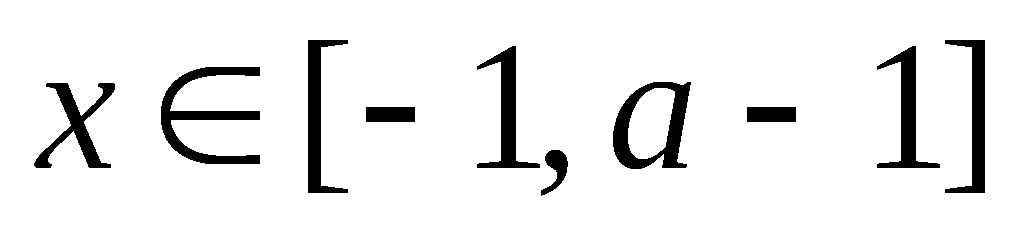 x ∈ [-1, a - 1]